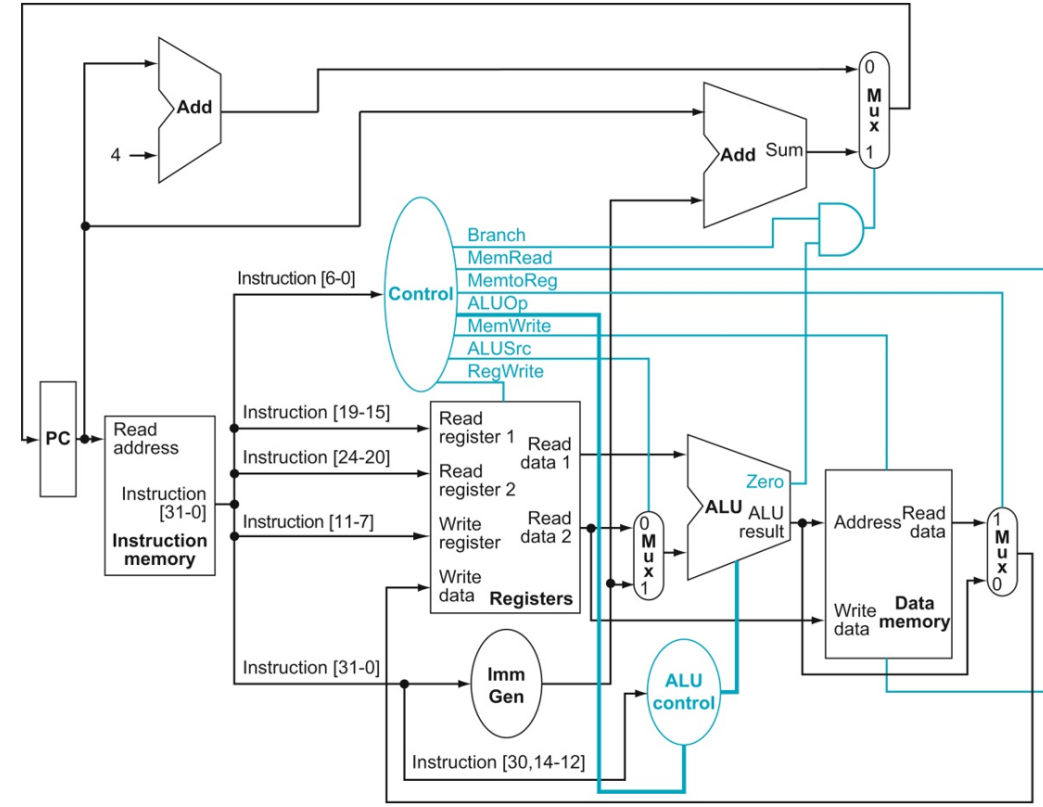 Add
4
0
M
u
x
1
Add Sum
Branch
MemRead
MemtoReg
ALUOp
MemWrite
ALUSrc
RegWrite
Control
Instruction [6-0]
PC
Read
address
Instruction
[31-0]
Instruction
memory
Instruction [19-15]
Instruction [24-20]
Instruction [11-7]
Read
register 1
Read
register 2
Write
register
Write
data
Read
data 1
Read
data 2
Registers
0
M
u
x
1
Zero
ALU
ALU
result
Address
Read
data
Write
data
Data
memory
1
M
u
x
0
Instruction [31-0]
Imm
Gen
ALU
control
Instruction [30,14-12]